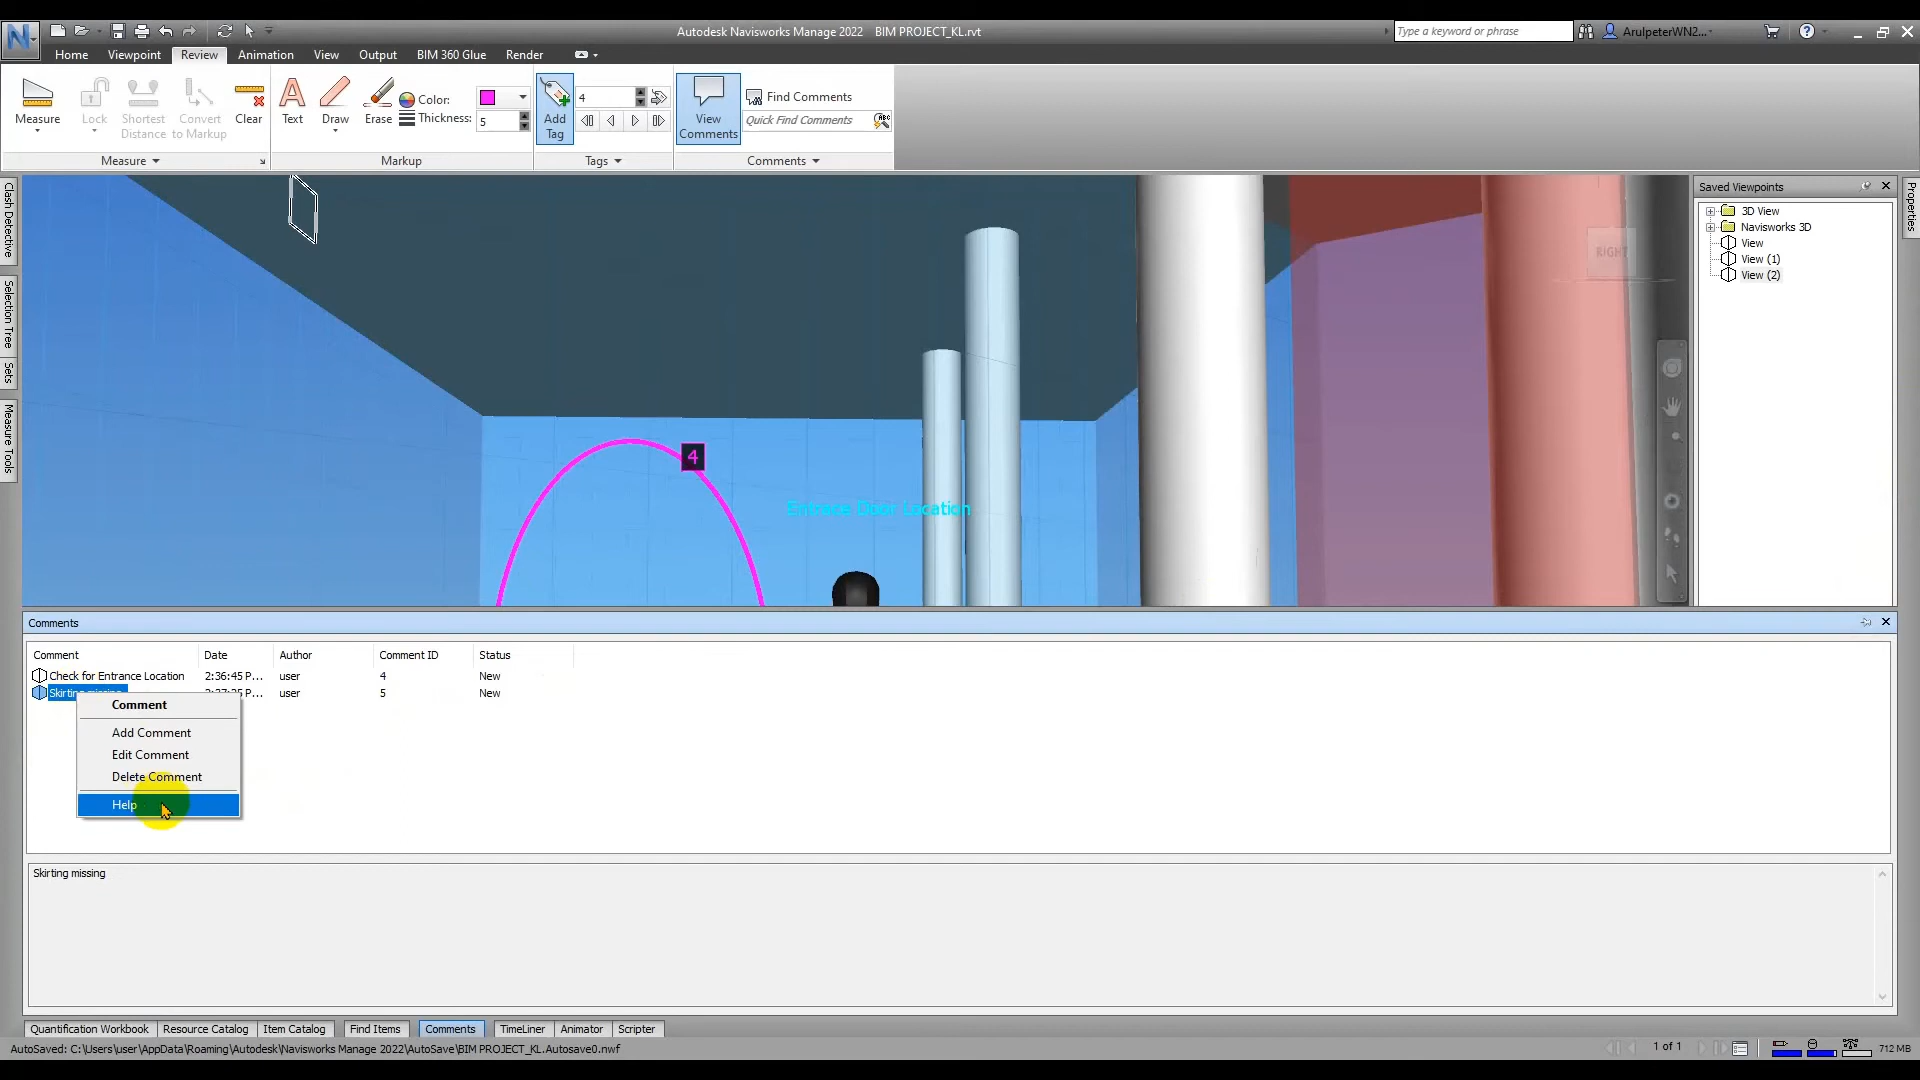 Autodesk Navisworks Manage 2022 BIM PROJECT_KL.rvt
Type a keyword or phrase
ArulpeterWN2...
Home Viewpoint Review Animation View Output BIM 360 Glue Render
Measure
Lock
Shortest Distance
Convert to Markup
Clear
Text
Draw
Erase
Color:
Thickness: 5
Add Tag
4
View Comments
Find Comments
Quick Find Comments
Measure
Markup
Tags
Comments
Clash Detective
Selection Tree
Sets
Measure Tools
RIGHT
4
Entrace Door Location
Saved Viewpoints
3D View
Navisworks 3D
View
View (1)
View (2)
Properties
Comments
Comment Date Author Comment ID Status
Check for Entrance Location 2:36:45 P... user 4 New
Skirting missing 2:37:25 P... user 5 New
Comment
Add Comment
Edit Comment
Delete Comment
Help
Skirting missing
Quantification Workbook Resource Catalog Item Catalog Find Items Comments TimeLiner Animator Scripter
AutoSaved: C:\Users\user\AppData\Roaming\Autodesk\Navisworks Manage 2022\AutoSave\BIM PROJECT_KL.Autosave0.nwf
1 of 1
712 MB